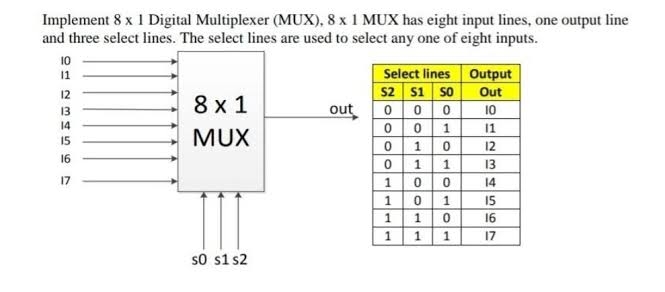 Implement 8 x 1 Digital Multiplexer (MUX), 8 x 1 MUX has eight input lines, one output line
and three select lines. The select lines are used to select any one of eight inputs.
I0
I1
I2
I3
I4
I5
I6
I7
8 x 1
MUX
out
s0 s1 s2
Select lines Output
S2 S1 S0 Out
0 0 0 I0
0 0 1 I1
0 1 0 I2
0 1 1 I3
1 0 0 I4
1 0 1 I5
1 1 0 I6
1 1 1 I7